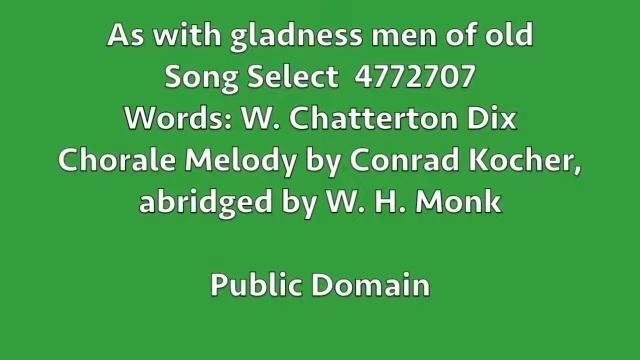 As with gladness men of old
Song Select 4772707
Words: W. Chatterton Dix
Chorale Melody by Conrad Kocher,
abridged by W. H. Monk
Public Domain